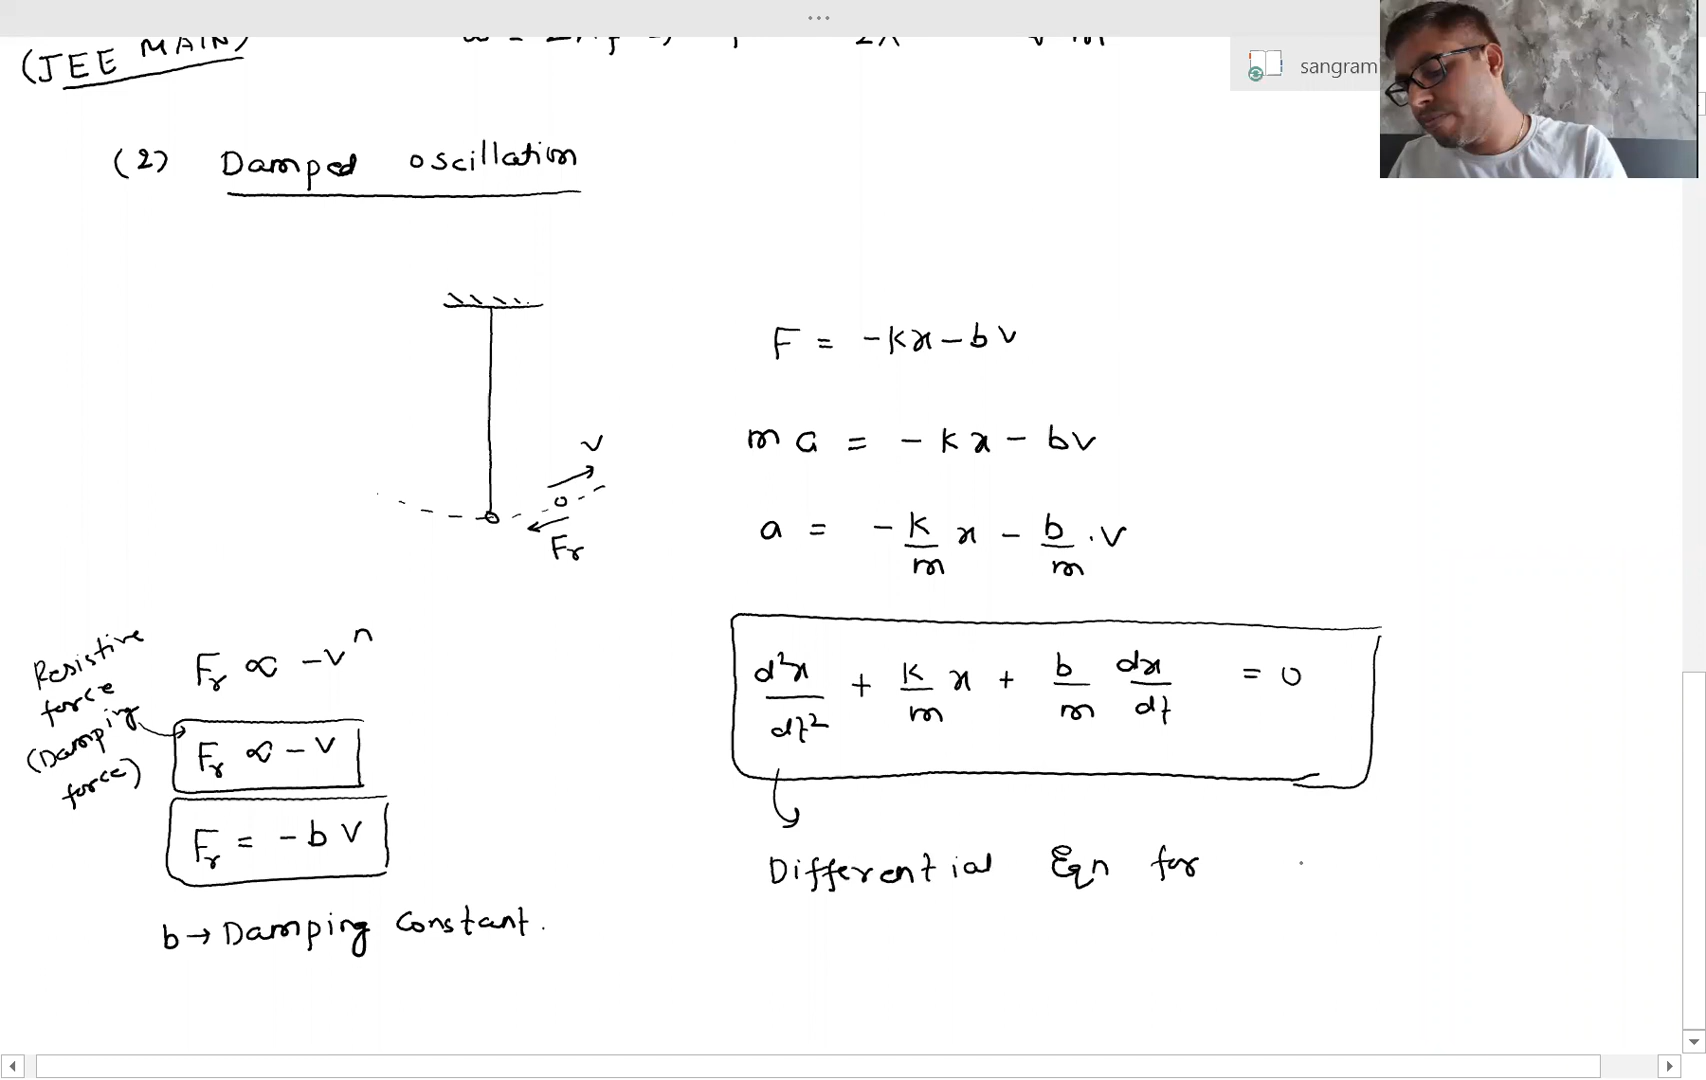 (JEE MAIN)
sangram
(2) Damped oscillation
V
Fr
F = -kx - bv
ma = -kx - bv
a = -k/m x - b/m . v
Resistive force (Damping force)
Fr ∝ -vⁿ
Fr ∝ -v
Fr = -bv
b → Damping constant.
d²x/dt² + k/m x + b/m dx/dt = 0
Differential Eqn for